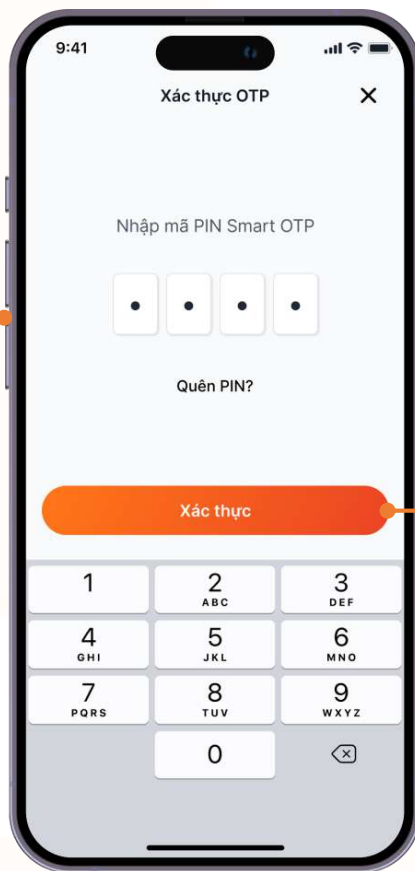 9:41
Xác thực OTP
Nhập mã PIN Smart OTP
Quên PIN?
Xác thực
1 2 3
ABC DEF
4 5 6
GHI JKL MNO
7 8 9
PQRS TUV WXYZ
0